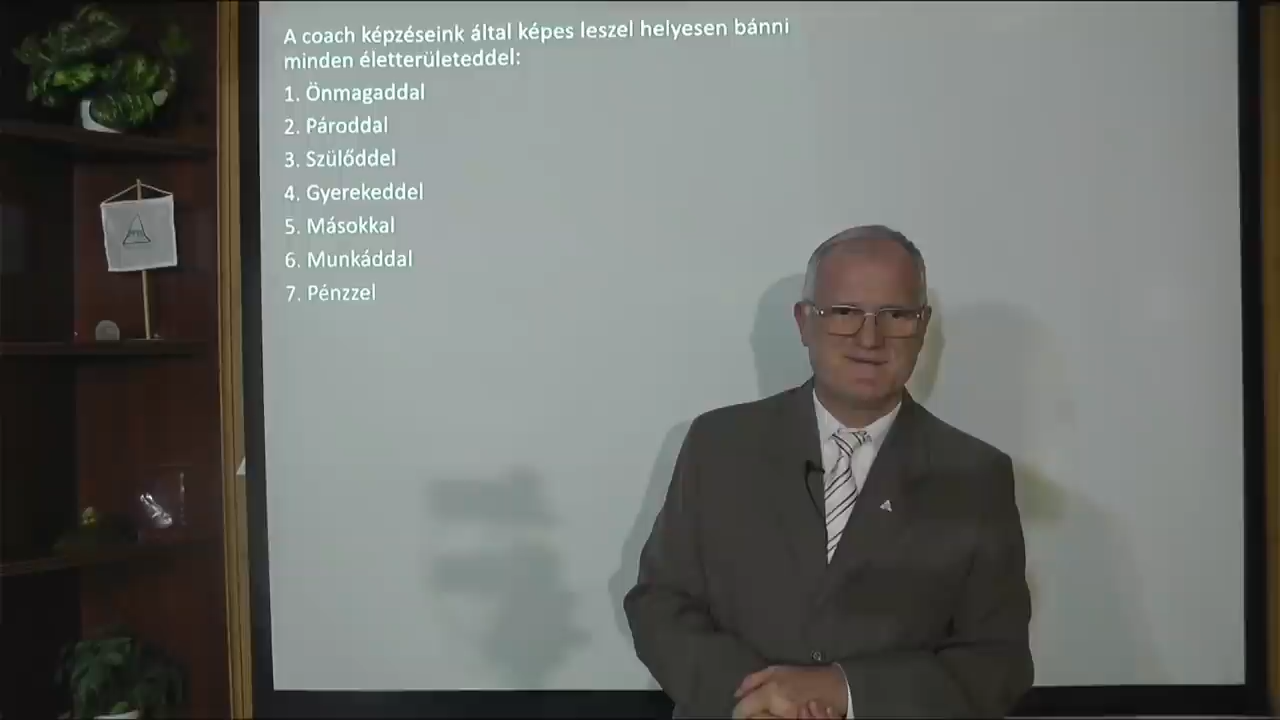 A coach képzéseink által képes leszel helyesen bánni
minden életterületeddel:
1. Önmagaddal
2. Pároddal
3. Szülőddel
4. Gyerekeddel
5. Másokkal
6. Munkáddal
7. Pénzzel